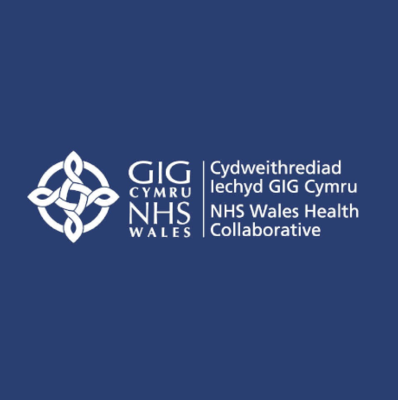 GIG
CYMRU
NHS
WALES
Cydweithrediad
Iechyd GIG Cymru
NHS Wales Health
Collaborative